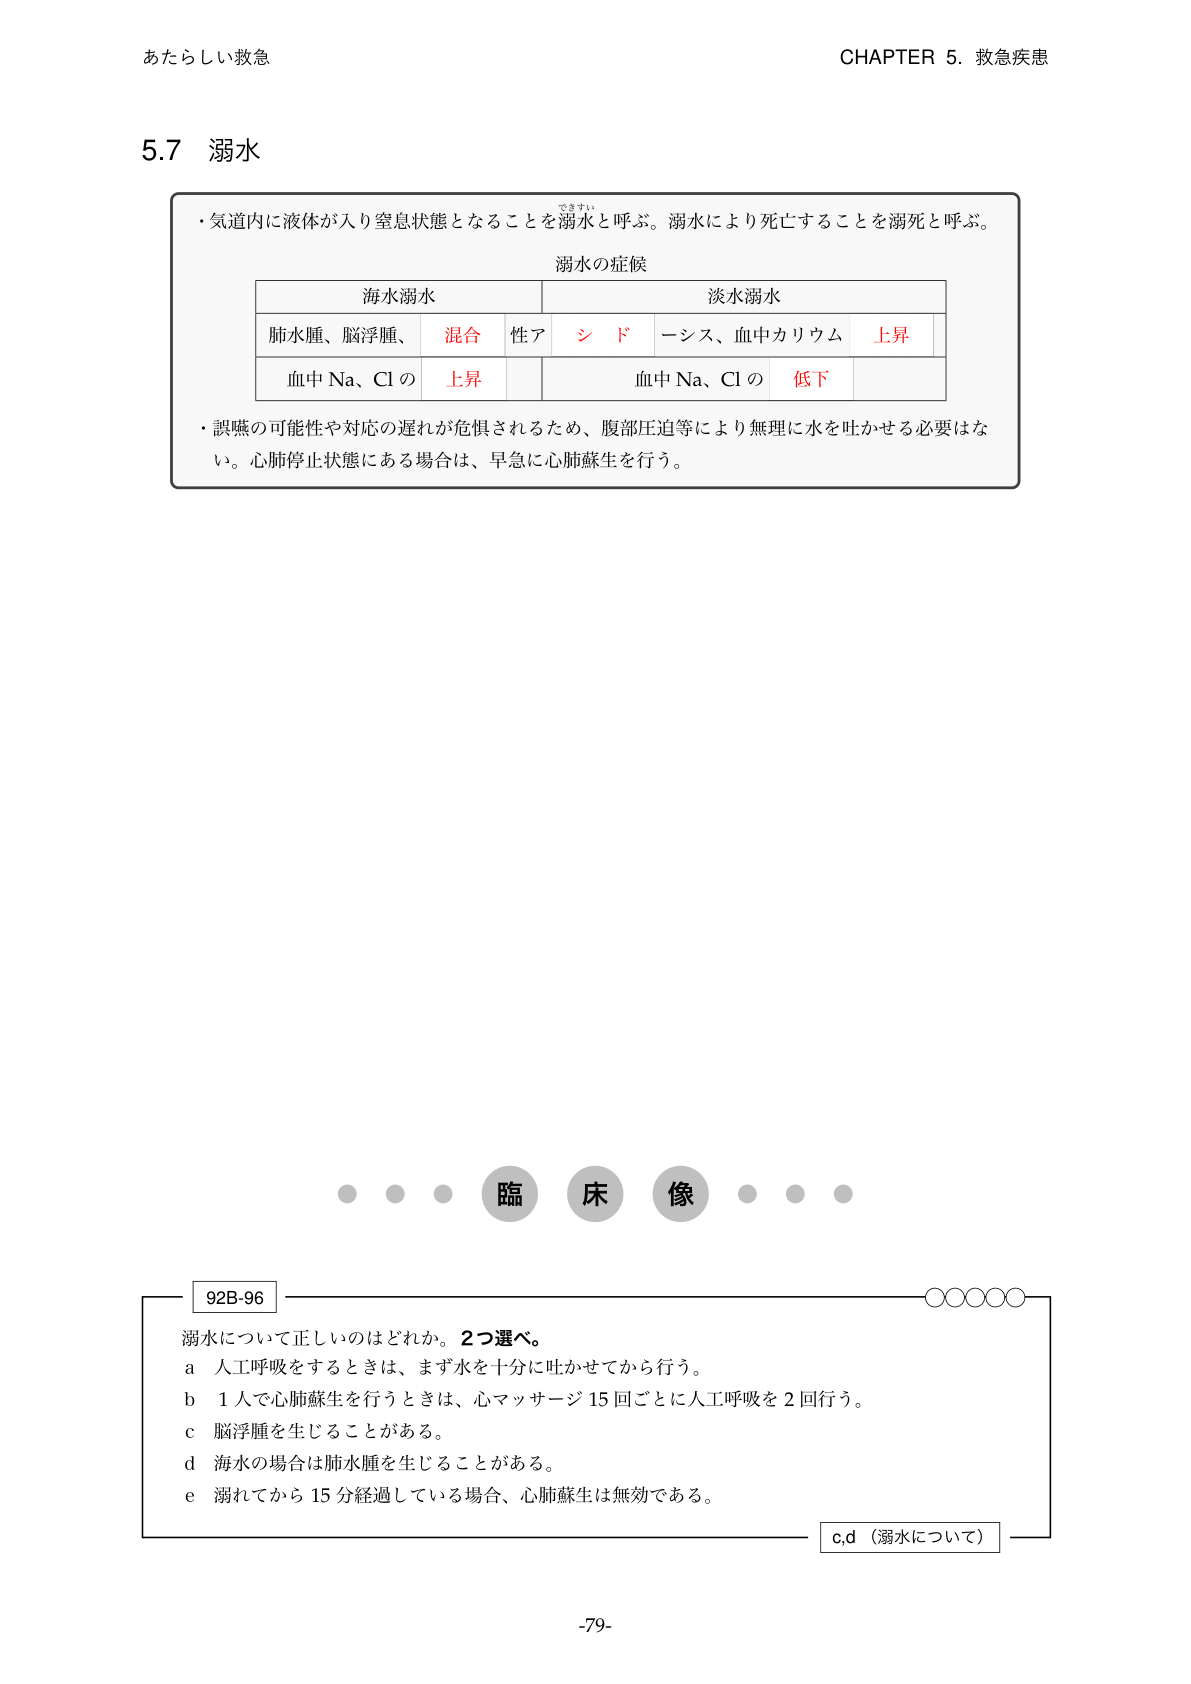 あたらしい救急
CHAPTER 5. 救急疾患
5.7 溺水
できすい
・気道内に液体が入り窒息状態となることを溺水と呼ぶ。溺水により死亡することを溺死と呼ぶ。
溺水の症候
海水溺水 淡水溺水
肺水腫、脳浮腫、 混合 性ア シ ド ーシス、血中カリウム 上昇
血中 Na、Cl の 上昇 血中 Na、Cl の 低下
・誤嚥の可能性や対応の遅れが危惧されるため、腹部圧迫等により無理に水を吐かせる必要はな
い。心肺停止状態にある場合は、早急に心肺蘇生を行う。
臨 床 像
92B-96
溺水について正しいのはどれか。2つ選べ。
a 人工呼吸をするときは、まず水を十分に吐かせてから行う。
b 1 人で心肺蘇生を行うときは、心マッサージ 15 回ごとに人工呼吸を 2 回行う。
c 脳浮腫を生じることがある。
d 海水の場合は肺水腫を生じることがある。
e 溺れてから 15 分経過している場合、心肺蘇生は無効である。
c,d (溺水について)
-79-